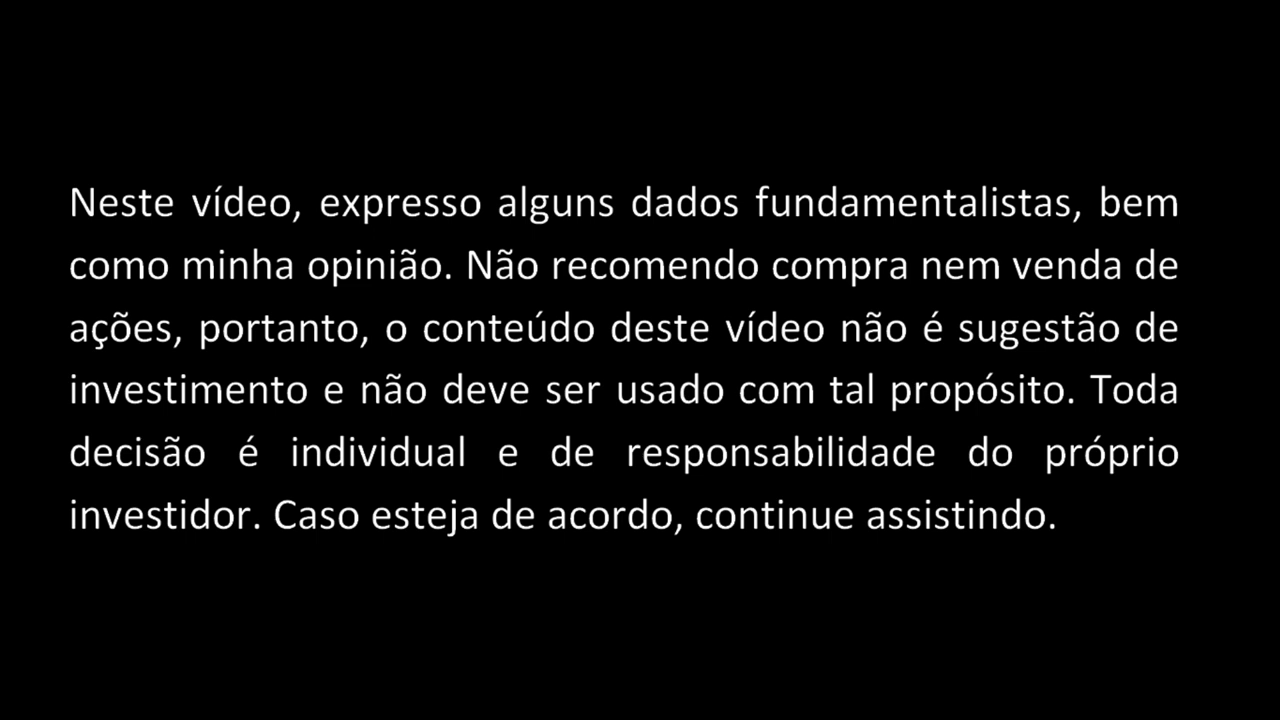 Neste vídeo, expresso alguns dados fundamentalistas, bem
como minha opinião. Não recomendo compra nem venda de
ações, portanto, o conteúdo deste vídeo não é sugestão de
investimento e não deve ser usado com tal propósito. Toda
decisão é individual e de responsabilidade do próprio
investidor. Caso esteja de acordo, continue assistindo.